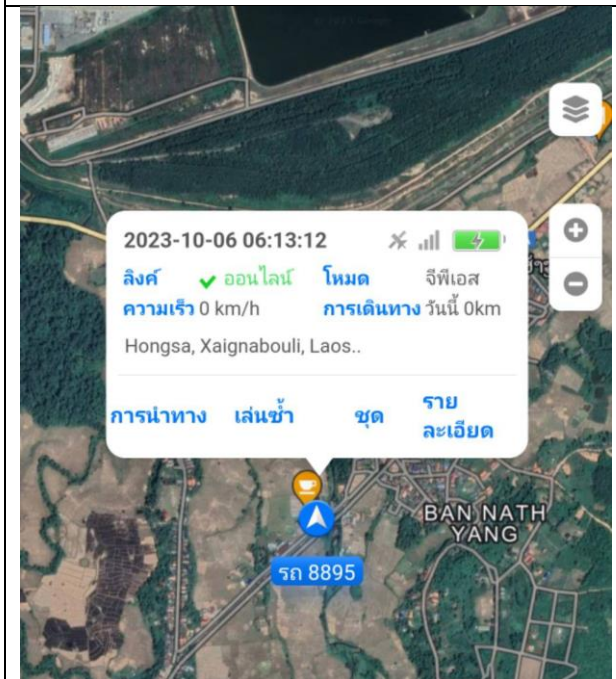 2023-10-06 06:13:12
ลิงค์ ออนไลน์ โหมด จีพีเอส
ความเร็ว 0 km/h การเดินทาง วันนี้ 0km
Hongsa, Xaignabouli, Laos..
การนำทาง เล่นซ้ำ ชุด ราย
ละเอียด
BAN NATH
YANG
รถ 8895